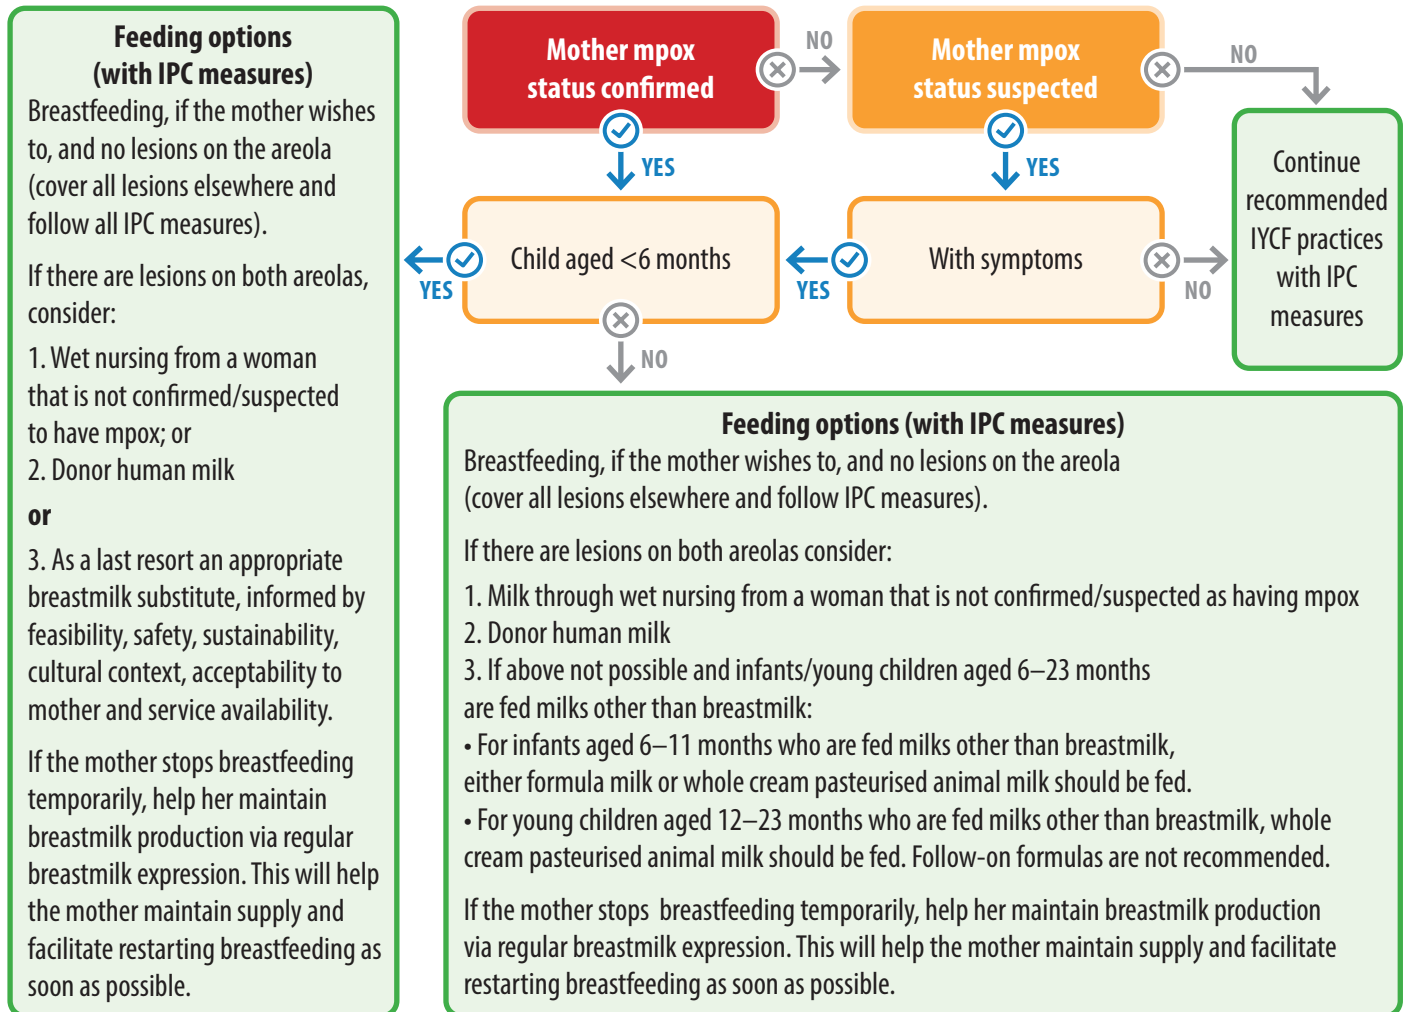 Feeding options
(with IPC measures)
Breastfeeding, if the mother wishes
to, and no lesions on the areola
(cover all lesions elsewhere and
follow all IPC measures).
If there are lesions on both areolas,
consider:
1. Wet nursing from a woman
that is not confirmed/suspected
to have mpox; or
2. Donor human milk
or
3. As a last resort an appropriate
breastmilk substitute, informed by
feasibility, safety, sustainability,
cultural context, acceptability to
mother and service availability.
If the mother stops breastfeeding
temporarily, help her maintain
breastmilk production via regular
breastmilk expression. This will help
the mother maintain supply and
facilitate restarting breastfeeding as
soon as possible.
Mother mpox
status confirmed
NO
Mother mpox
status suspected
NO
YES
YES
Child aged <6 months
YES
With symptoms
YES
NO
Continue
recommended
IYCF practices
with IPC
measures
NO
Feeding options (with IPC measures)
Breastfeeding, if the mother wishes to, and no lesions on the areola
(cover all lesions elsewhere and follow IPC measures).
If there are lesions on both areolas consider:
1. Milk through wet nursing from a woman that is not confirmed/suspected as having mpox
2. Donor human milk
3. If above not possible and infants/young children aged 6–23 months
are fed milks other than breastmilk:
• For infants aged 6–11 months who are fed milks other than breastmilk,
either formula milk or whole cream pasteurised animal milk should be fed.
• For young children aged 12–23 months who are fed milks other than breastmilk, whole
cream pasteurised animal milk should be fed. Follow-on formulas are not recommended.
If the mother stops breastfeeding temporarily, help her maintain breastmilk production
via regular breastmilk expression. This will help the mother maintain supply and facilitate
restarting breastfeeding as soon as possible.